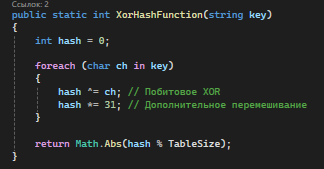 Ссылок: 2
public static int XorHashFunction(string key)
{
    int hash = 0;
    foreach (char ch in key)
    {
        hash ^= ch; // Побитовое XOR
        hash *= 31; // Дополнительное перемешивание
    }
    return Math.Abs(hash % TableSize);
}